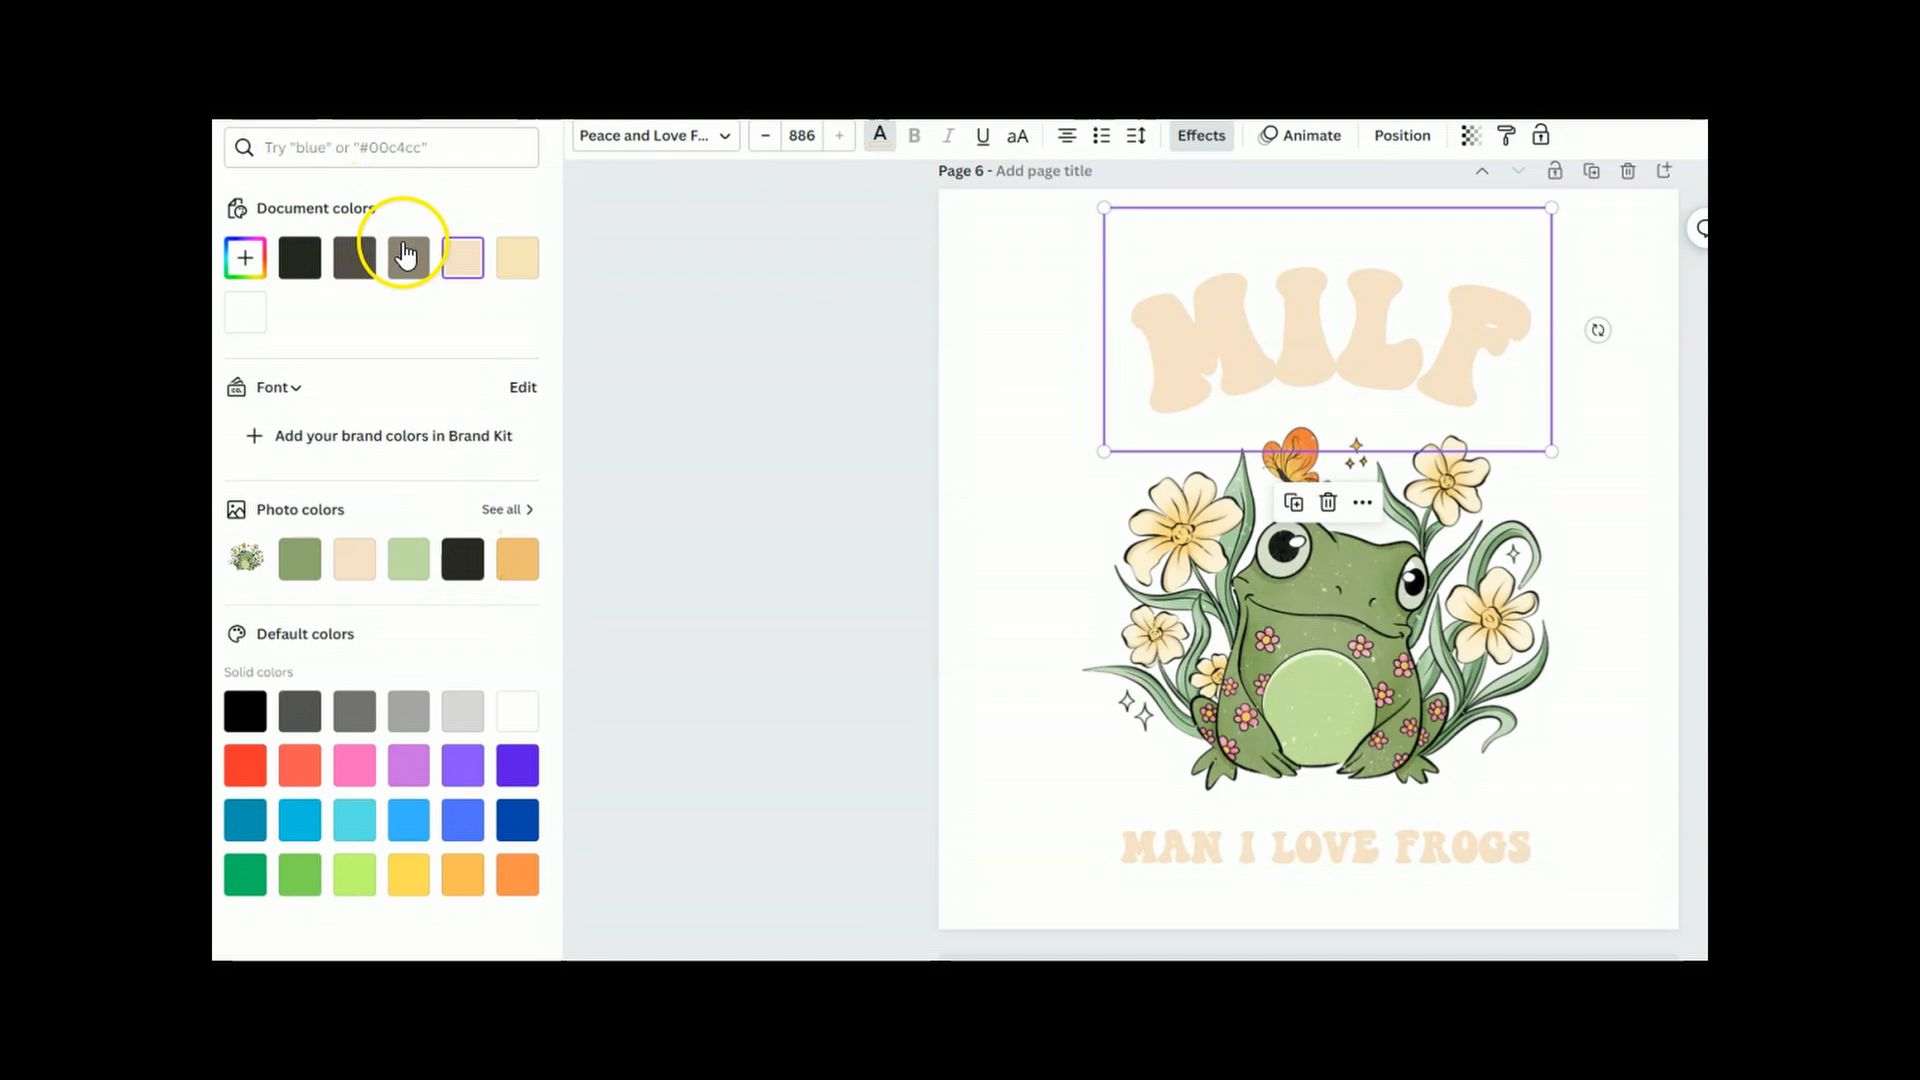 Try "blue" or "#00c4cc"
Peace and Love F...
886
A
B
I
U
aA
Effects
Animate
Position
Page 6 - Add page title
Document colors
Font
Edit
CO.
Add your brand colors in Brand Kit
Photo colors
See all
Default colors
Solid colors
MILF
MAN I LOVE FROGS